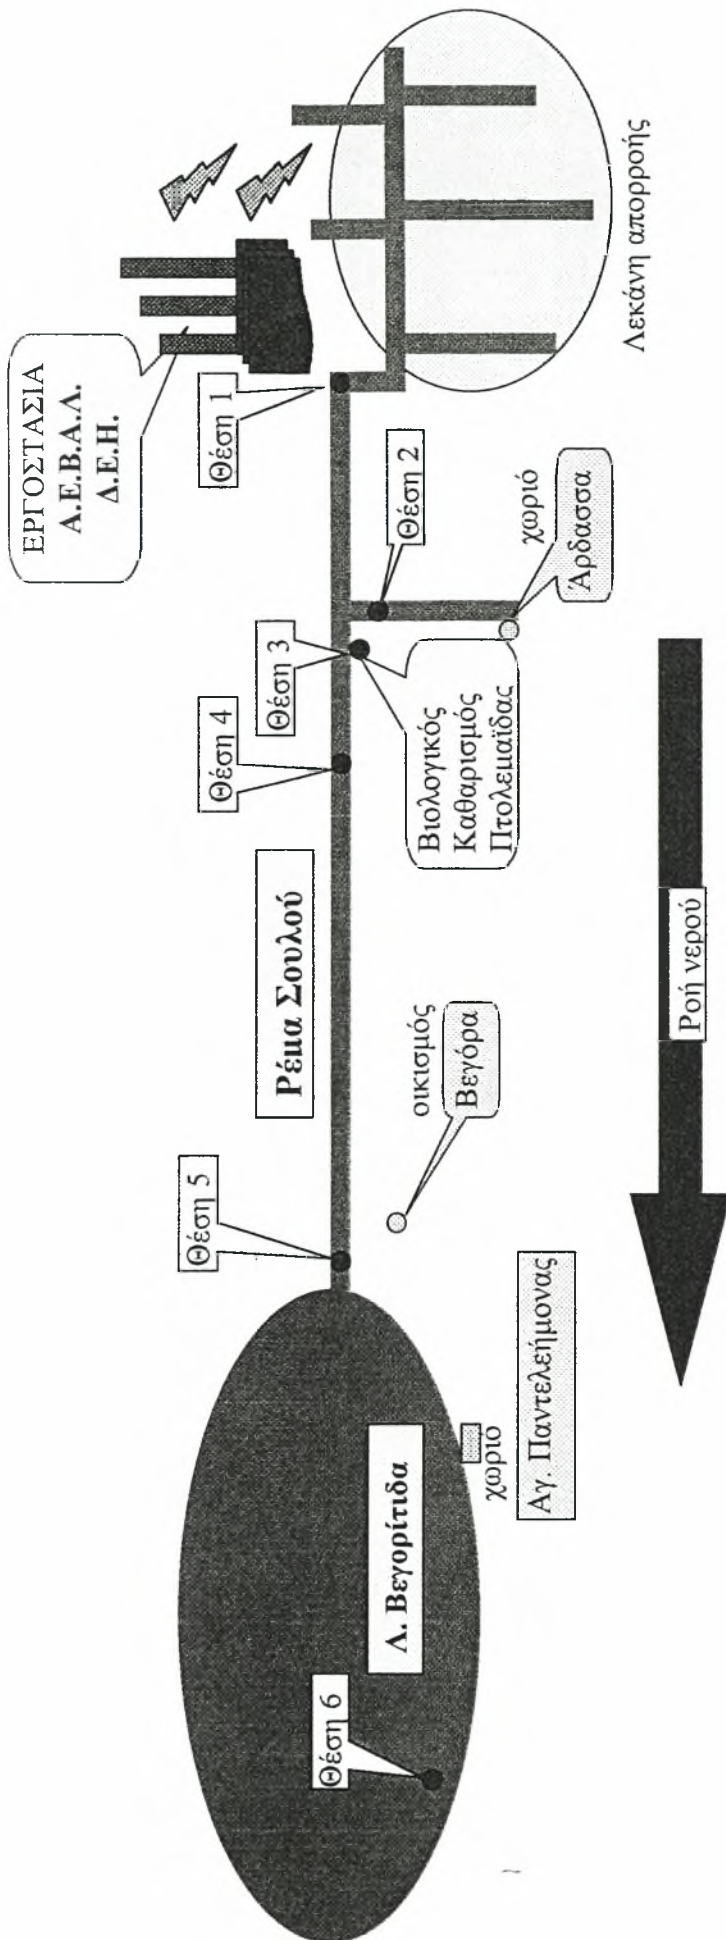 ΕΡΓΟΣΤΑΣΙΑ
Α.Ε.Β.Α.Λ.
Δ.Ε.Η.
Θέση 1
Λεκάνη απορροής
Θέση 2
χωριό
Άρδασσα
Θέση 3
Βιολογικός
Καθαρισμός
Πτολεμαΐδας
Θέση 4
Ρέμα Σουλού
οικισμός
Βεγόρα
Ροή νερού
Θέση 5
χωριο
Αγ. Παντελεήμονας
Λ. Βεγορίτιδα
Θέση 6